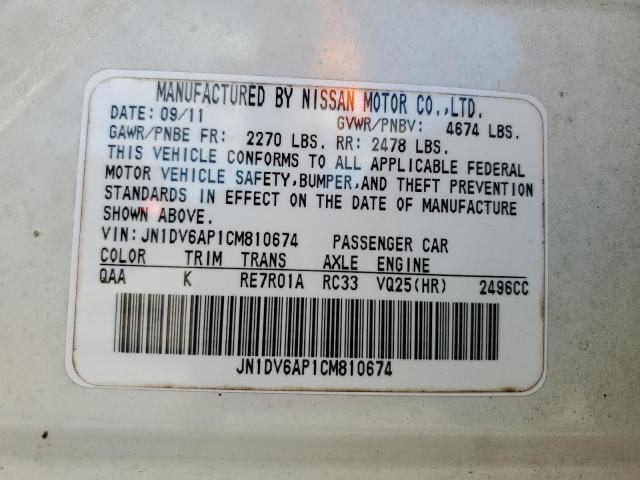 MANUFACTURED BY NISSAN MOTOR CO.,LTD.
DATE: 09/11 GVWR/PNBV: 4674 LBS.
GAWR/PNBE FR: 2270 LBS. RR: 2478 LBS.
THIS VEHICLE CONFORMS TO ALL APPLICABLE FEDERAL
MOTOR VEHICLE SAFETY,BUMPER,AND THEFT PREVENTION
STANDARDS IN EFFECT ON THE DATE OF MANUFACTURE
SHOWN ABOVE.
VIN:JN1DV6AP1CM810674 PASSENGER CAR
COLOR TRIM TRANS AXLE ENGINE
QAA K RE7R01A RC33 VQ25(HR) 2496CC
JN1DV6AP1CM810674